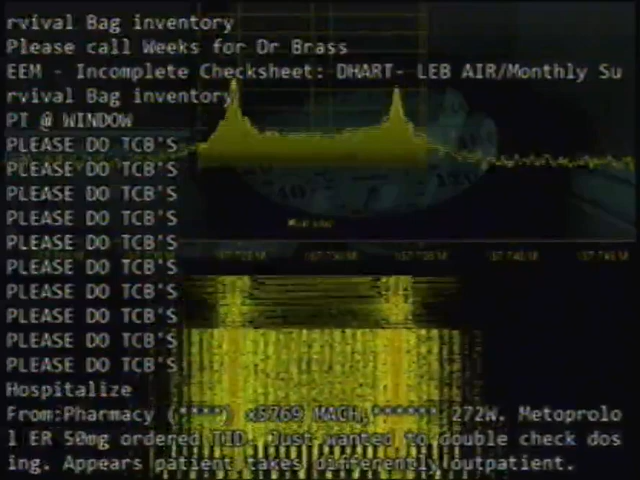 rvival Bag inventory
Please call Weeks for Dr Brass
EEM - Incomplete Checksheet: DHART- LEB AIR/Monthly Su
rvival Bag inventory
PT @ WINDOW
PLEASE DO TCB'S
PLEASE DO TCB'S
PLEASE DO TCB'S
PLEASE DO TCB'S
PLEASE DO TCB'S
PLEASE DO TCB'S
PLEASE DO TCB'S
PLEASE DO TCB'S
PLEASE DO TCB'S
PLEASE DO TCB'S
Hospitalize
From:Pharmacy (****) x5769 MACH,****** 272W. Metoprolo
l ER 50mg ordered TID. Just wanted to double check dos
ing. Appears patient takes differently outpatient.